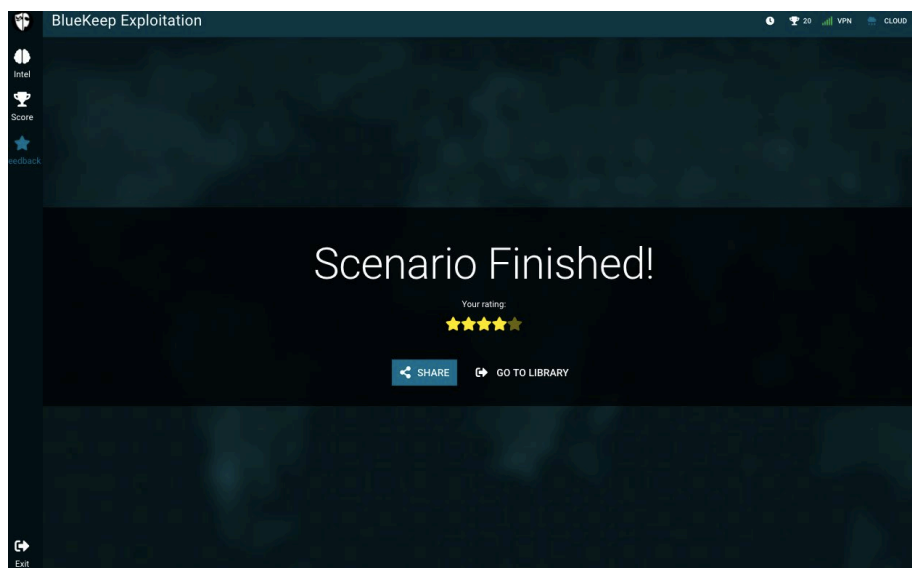 BlueKeep Exploitation
20
VPN
CLOUD
Intel
Score
eedback
Scenario Finished!
Your rating:
SHARE
GO TO LIBRARY
Exit